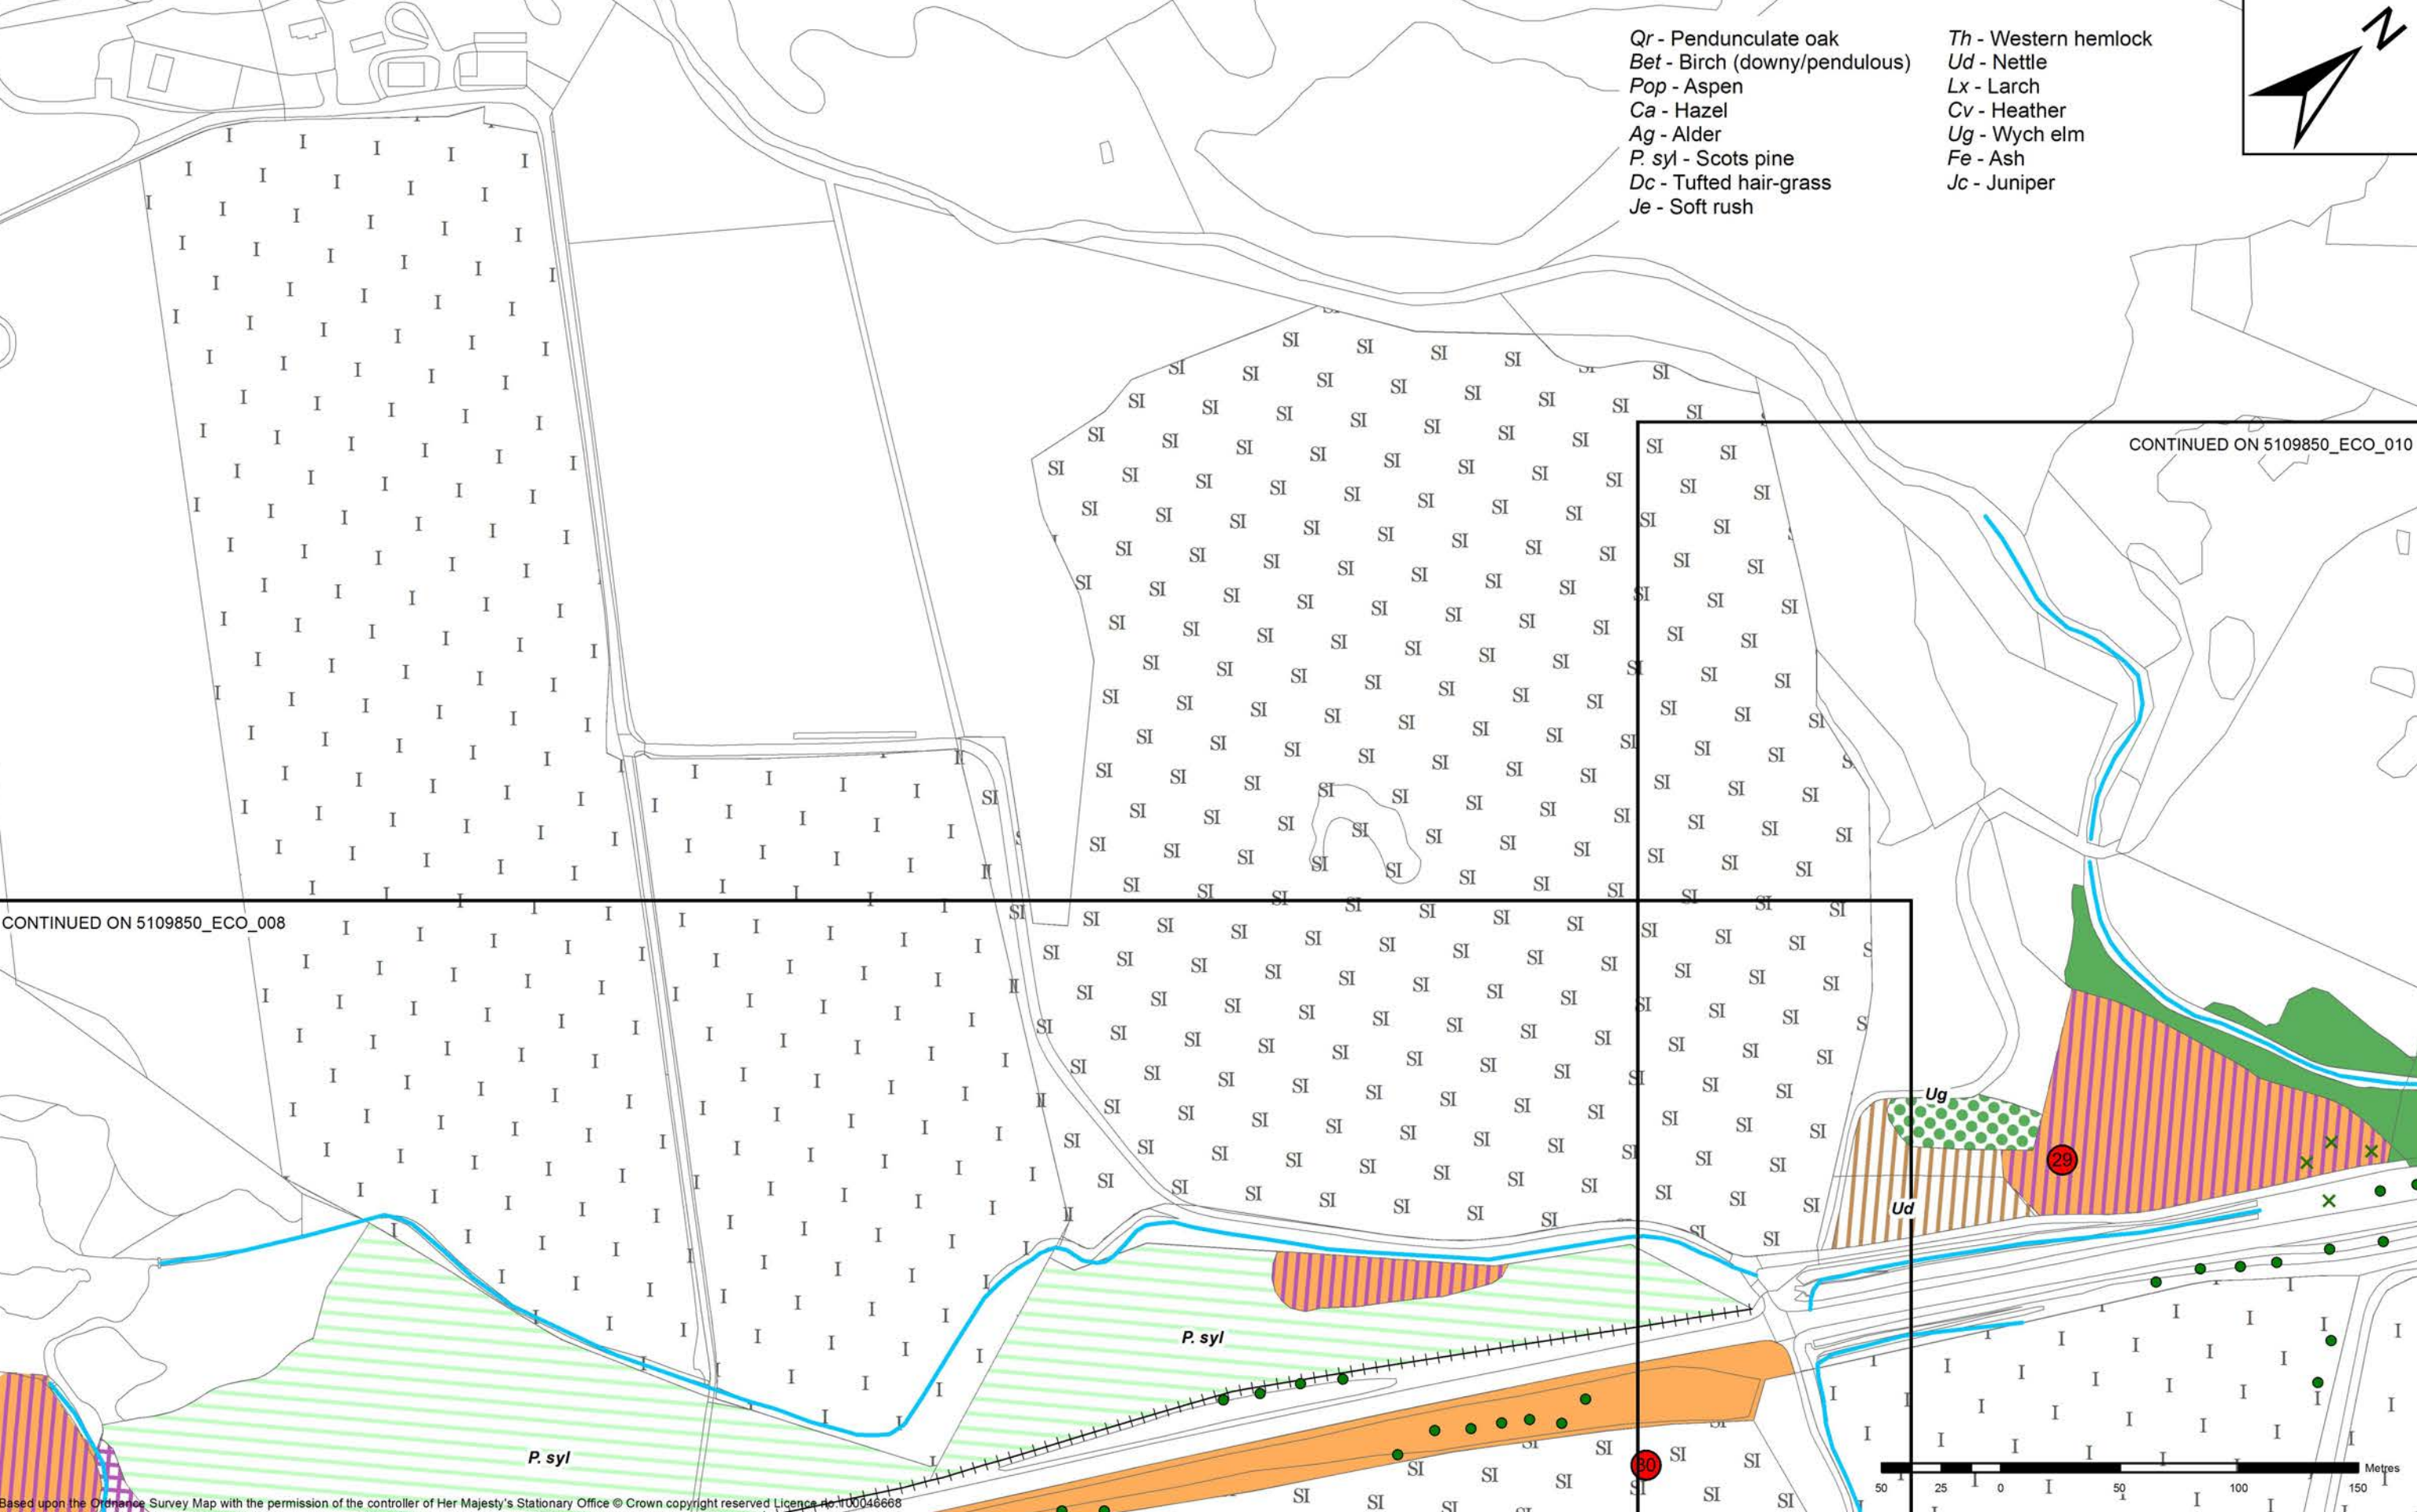 Qr - Pendunculate oak
Bet - Birch (downy/pendulous)
Pop - Aspen
Ca - Hazel
Ag - Alder
P. syl - Scots pine
Dc - Tufted hair-grass
Je - Soft rush
Th - Western hemlock
Ud - Nettle
Lx - Larch
Cv - Heather
Ug - Wych elm
Fe - Ash
Jc - Juniper
N
CONTINUED ON 5109850_ECO_010
CONTINUED ON 5109850_ECO_008
Ug
29
Ud
P. syl
P. syl
30
Metres
50 25 0 50 100 150
Based upon the Ordnance Survey Map with the permission of the controller of Her Majesty's Stationary Office © Crown copyright reserved Licence no.100046668